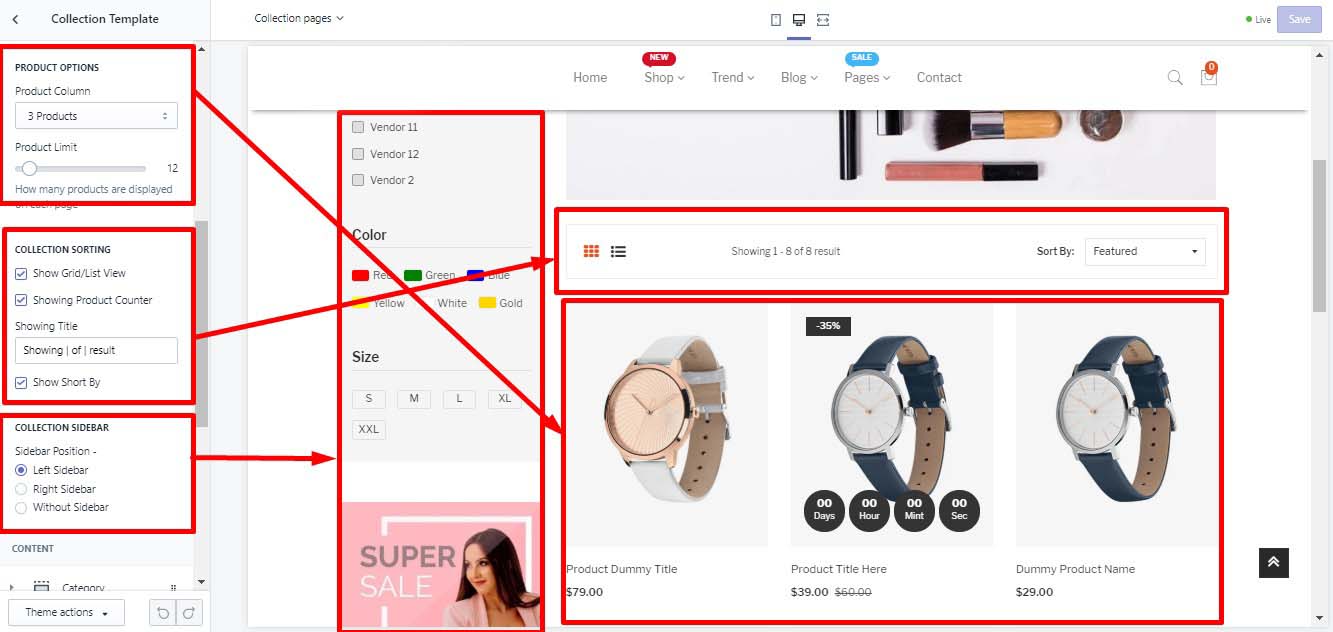 Collection Template
Collection pages
Live
Save
PRODUCT OPTIONS
Product Column
3 Products
Product Limit
12
How many products are displayed
on each page
COLLECTION SORTING
Show Grid/List View
Showing Product Counter
Showing Title
Showing | of | result
Show Short By
COLLECTION SIDEBAR
Sidebar Position -
Left Sidebar
Right Sidebar
Without Sidebar
CONTENT
Category
Theme actions
NEW
SALE
Home
Shop
Trend
Blog
Pages
Contact
0
Vendor 11
Vendor 12
Vendor 2
Color
Red
Green
Blue
Yellow
White
Gold
Size
S
M
L
XL
XXL
SUPER
SALE
Showing 1 - 8 of 8 result
Sort By:
Featured
-35%
00
Days
00
Hour
00
Mint
00
Sec
Product Dummy Title
$79.00
Product Title Here
$39.00 $60.00
Dummy Product Name
$29.00